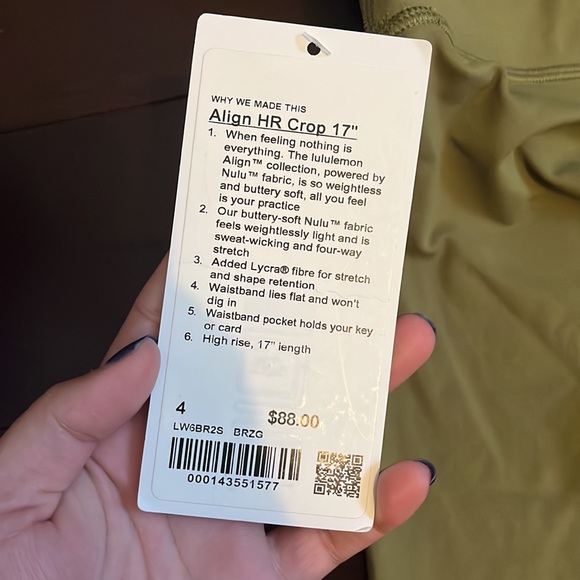 WHY WE MADE THIS
Align HR Crop 17"
1. When feeling nothing is
everything. The lululemon
Align™ collection, powered by
Nulu™ fabric, is so weightless
and buttery soft, all you feel
is your practice
2. Our buttery-soft Nulu™ fabric
feels weightlessly light and is
sweat-wicking and four-way
stretch
3. Added Lycra® fibre for stretch
and shape retention
4. Waistband lies flat and won't
dig in
5. Waistband pocket holds your key
or card
6. High rise, 17" length
4 $88.00
LW6BR2S BRZG
000143551577